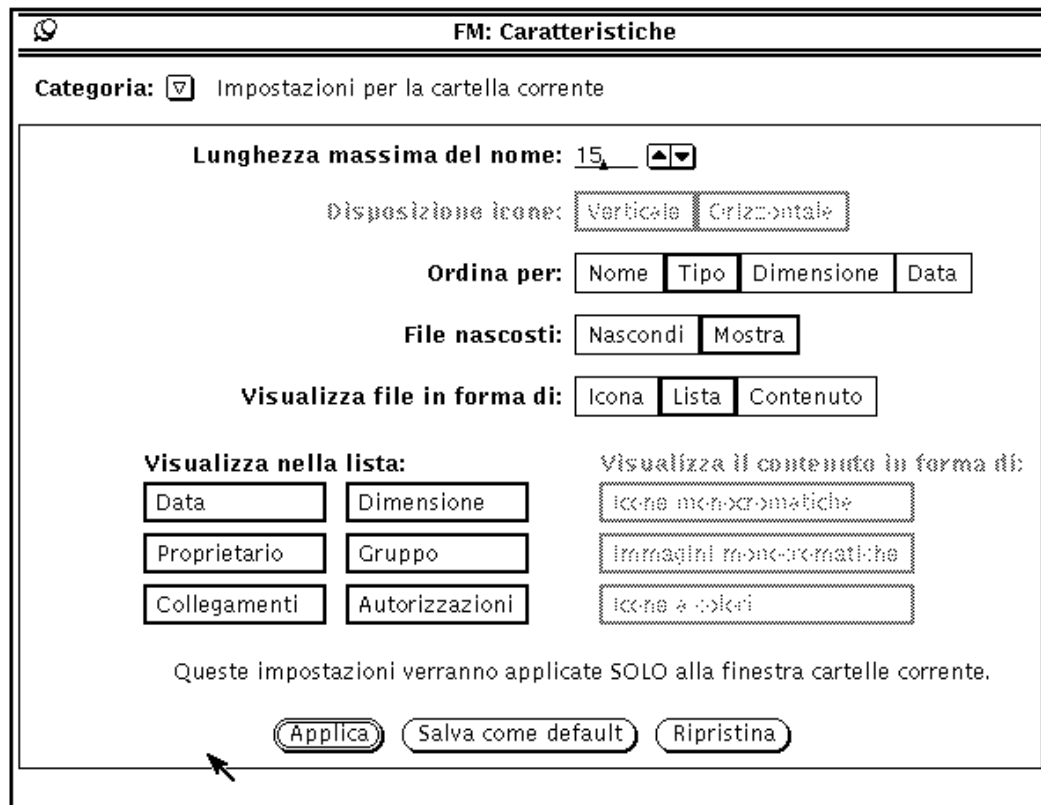 FM: Caratteristiche
Categoria: Impostazioni per la cartella corrente
Lunghezza massima del nome: 15
Disposizione icone: Verticale Orizzontale
Ordina per: Nome Tipo Dimensione Data
File nascosti: Nascondi Mostra
Visualizza file in forma di: Icona Lista Contenuto
Visualizza nella lista: Visualizza il contenuto in forma di:
Data Dimensione Icone monocromatiche
Proprietario Gruppo Immagini monocromatiche
Collegamenti Autorizzazioni Icone a colori
Queste impostazioni verranno applicate SOLO alla finestra cartelle corrente.
Applica Salva come default Ripristina